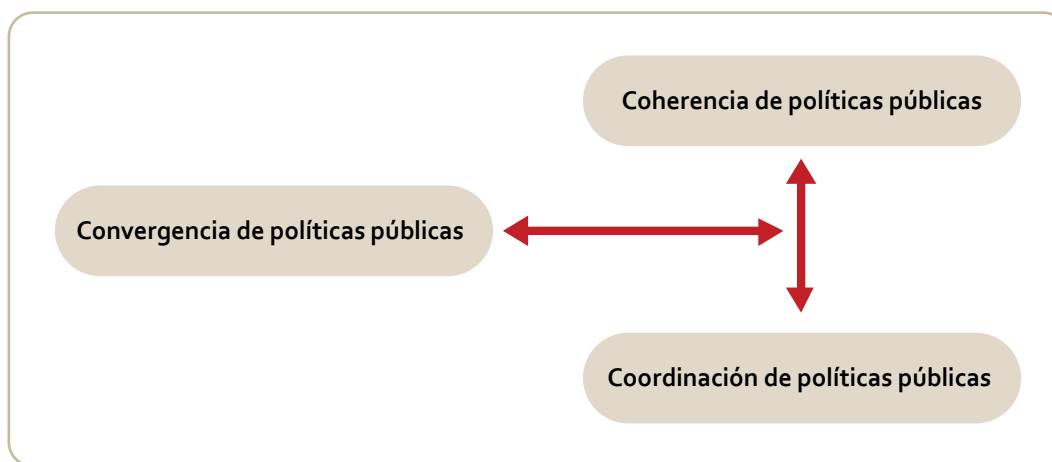 Coherencia de políticas públicas
Convergencia de políticas públicas
Coordinación de políticas públicas